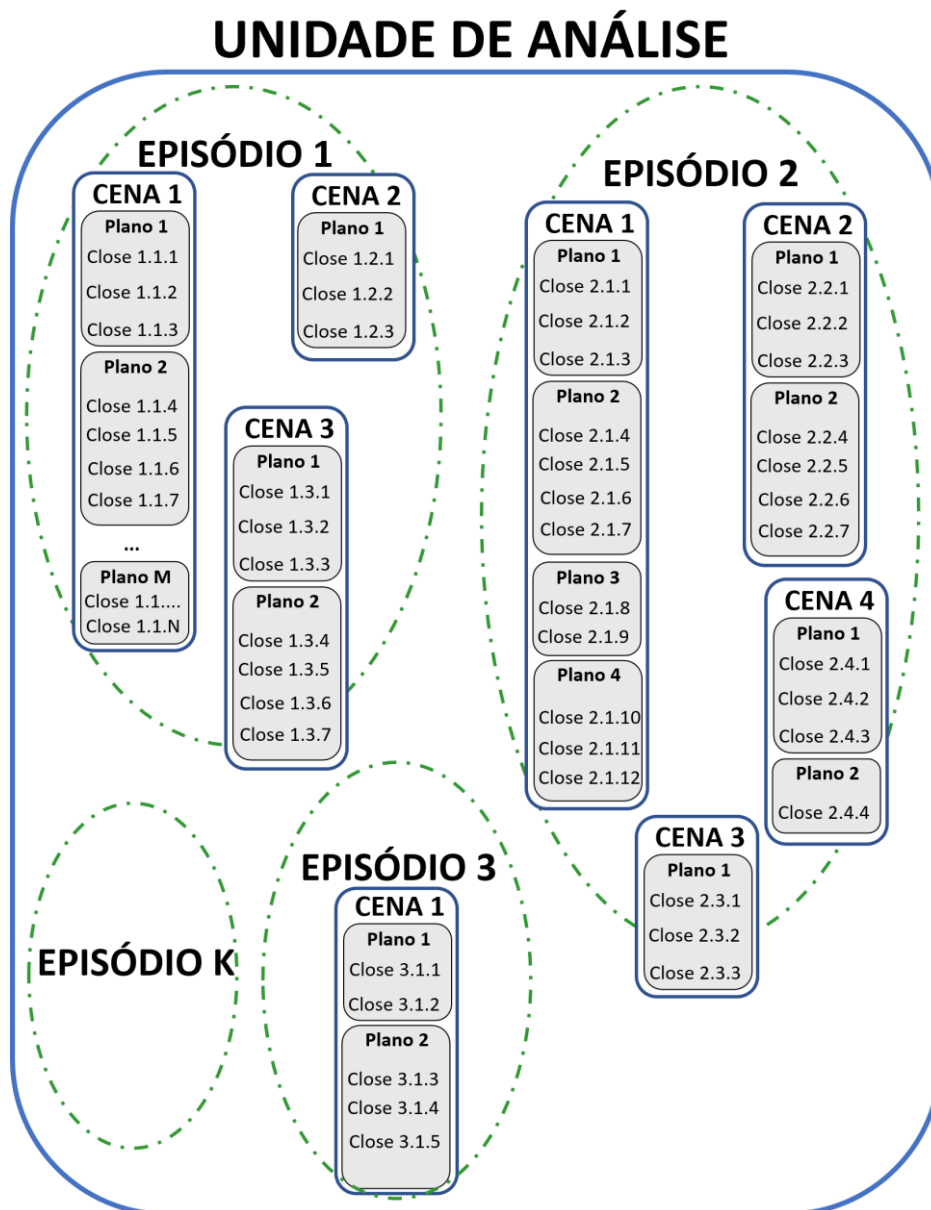 UNIDADE DE ANÁLISE
EPISÓDIO 1
CENA 1
Plano 1
Close 1.1.1
Close 1.1.2
Close 1.1.3
Plano 2
Close 1.1.4
Close 1.1.5
Close 1.1.6
Close 1.1.7
...
Plano M
Close 1.1....
Close 1.1.N
CENA 2
Plano 1
Close 1.2.1
Close 1.2.2
Close 1.2.3
CENA 3
Plano 1
Close 1.3.1
Close 1.3.2
Close 1.3.3
Plano 2
Close 1.3.4
Close 1.3.5
Close 1.3.6
Close 1.3.7
EPISÓDIO 2
CENA 1
Plano 1
Close 2.1.1
Close 2.1.2
Close 2.1.3
Plano 2
Close 2.1.4
Close 2.1.5
Close 2.1.6
Close 2.1.7
Plano 3
Close 2.1.8
Close 2.1.9
Plano 4
Close 2.1.10
Close 2.1.11
Close 2.1.12
CENA 2
Plano 1
Close 2.2.1
Close 2.2.2
Close 2.2.3
Plano 2
Close 2.2.4
Close 2.2.5
Close 2.2.6
Close 2.2.7
CENA 4
Plano 1
Close 2.4.1
Close 2.4.2
Close 2.4.3
Plano 2
Close 2.4.4
CENA 3
Plano 1
Close 2.3.1
Close 2.3.2
Close 2.3.3
EPISÓDIO 3
CENA 1
Plano 1
Close 3.1.1
Close 3.1.2
Plano 2
Close 3.1.3
Close 3.1.4
Close 3.1.5
EPISÓDIO K